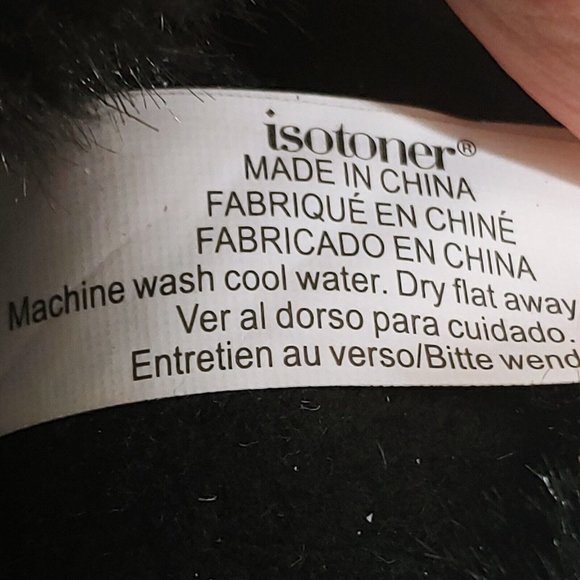 isotoner®
MADE IN CHINA
FABRIQUÉ EN CHINÉ
FABRICADO EN CHINA
Machine wash cool water. Dry flat away
Ver al dorso para cuidado.
Entretien au verso/Bitte wend